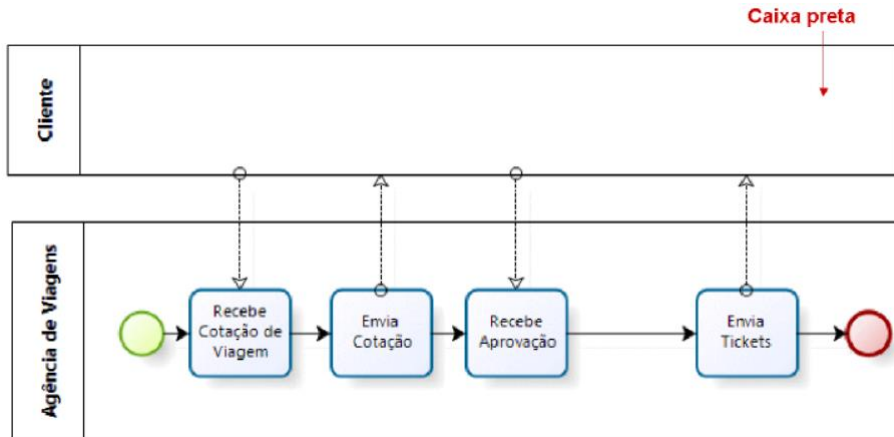 Caixa preta
Cliente
Agência de Viagens
Recebe
Cotação de
Viagem
Envia
Cotação
Recebe
Aprovação
Envia
Tickets